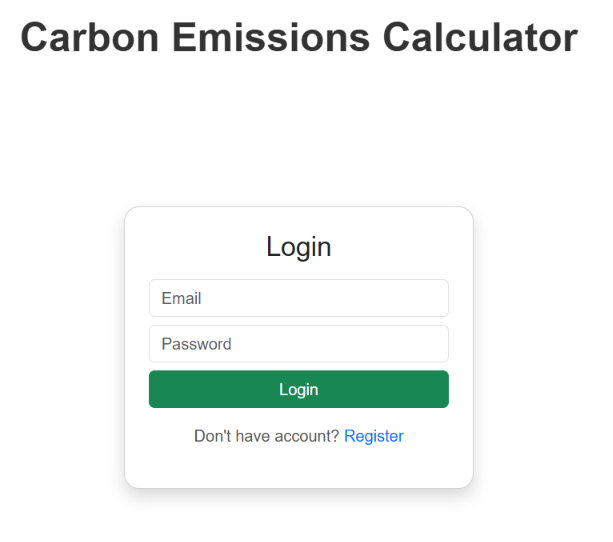 Carbon Emissions Calculator
Login
Email
Password
Login
Don't have account? Register